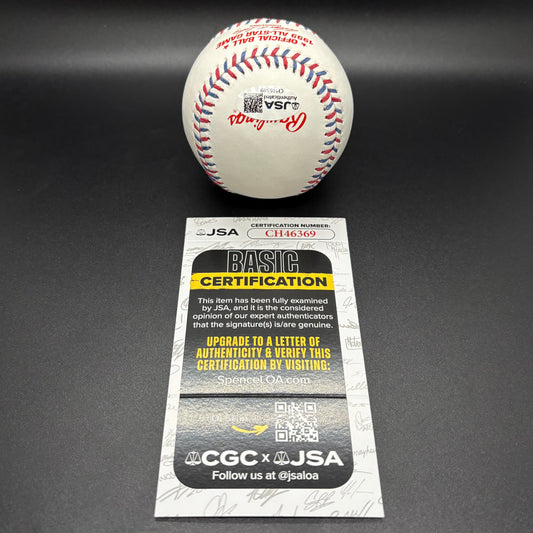 OFFICIAL BALL
1999 ALL-STAR GAME
JSA
Authenticated
Rawlings
JSA
CERTIFICATION NUMBER:
CH46369
BASIC
CERTIFICATION
This item has been fully examined
by JSA, and it is the considered
opinion of our expert authenticators
that the signature(s) is/are genuine.
UPGRADE TO A LETTER OF
AUTHENTICITY & VERIFY THIS
CERTIFICATION BY VISITING:
SpenceLOA.com
CGC x JSA
Follow us at @jsaloa